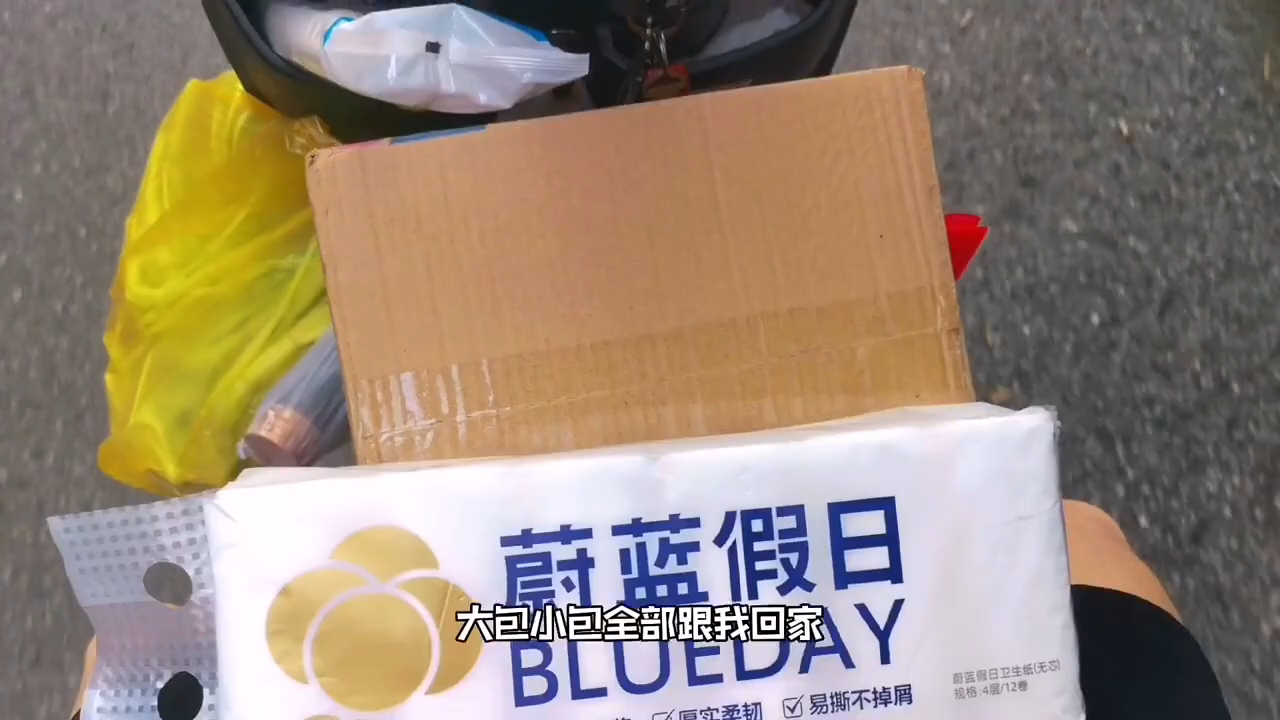 蔚蓝假日
大包小包全部跟我回家
BLUEDAY
蔚蓝假日卫生纸(无芯)
规格:4层/12卷
厚实柔韧 易撕不掉屑